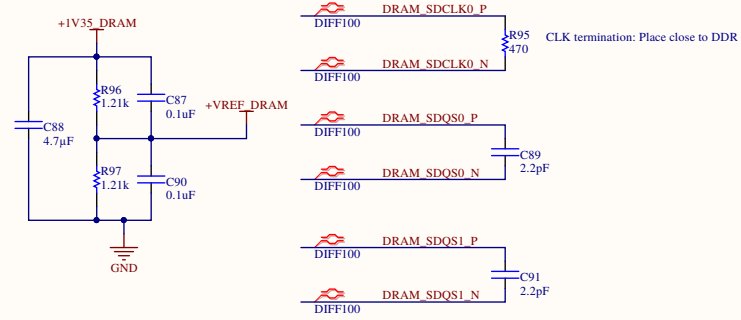 +1V35_DRAM
R96
1.21k
C87
0.1uF
+VREF_DRAM
C88
4.7µF
R97
1.21k
C90
0.1uF
GND
DRAM_SDCLK0_P
DIFF100
R95
470
CLK termination: Place close to DDR
DRAM_SDCLK0_N
DIFF100
DRAM_SDQS0_P
DIFF100
C89
2.2pF
DRAM_SDQS0_N
DIFF100
DRAM_SDQS1_P
DIFF100
C91
2.2pF
DRAM_SDQS1_N
DIFF100